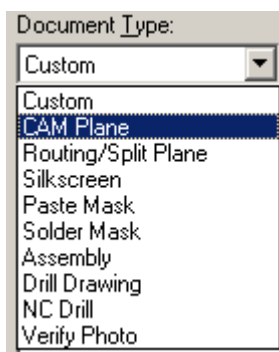 Document Type:
Custom
Custom
CAM Plane
Routing/Split Plane
Silkscreen
Paste Mask
Solder Mask
Assembly
Drill Drawing
NC Drill
Verify Photo